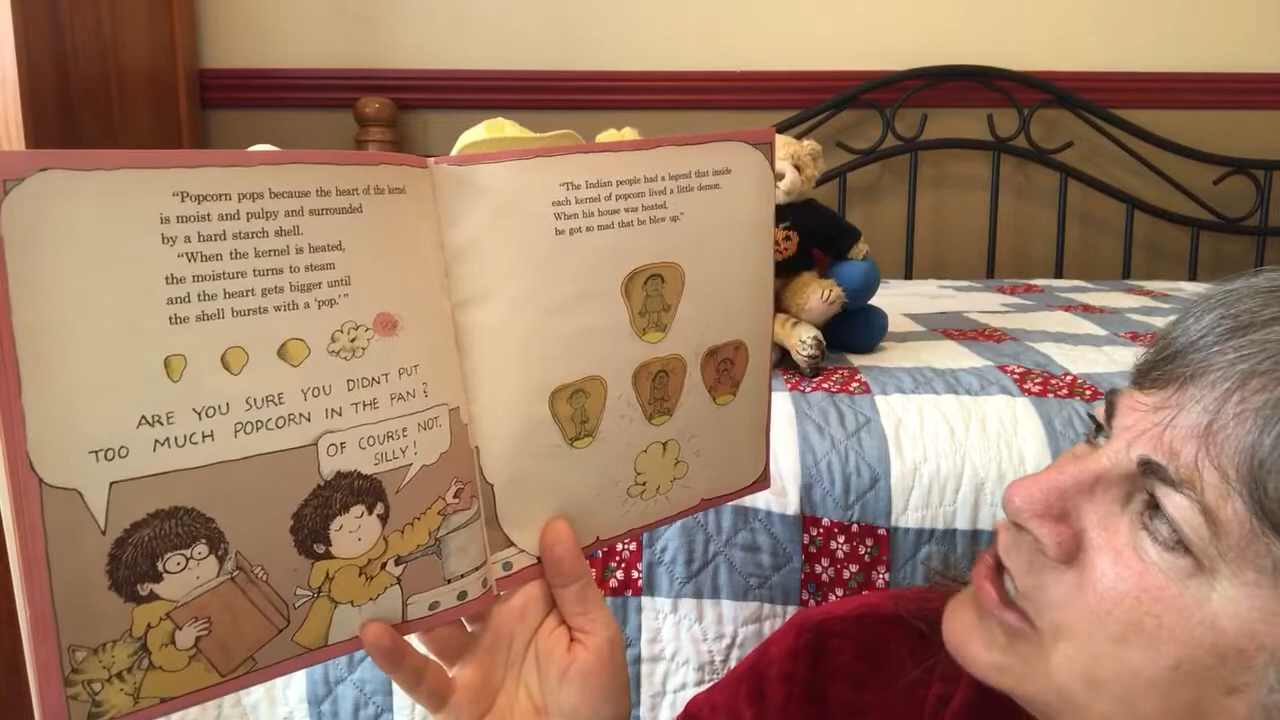 "Popcorn pops because the heart of the kernel
is moist and pulpy and surrounded
by a hard starch shell.
"When the kernel is heated,
the moisture turns to steam
and the heart gets bigger until
the shell bursts with a 'pop.'"
POP
ARE YOU SURE YOU DIDNT PUT
TOO MUCH POPCORN IN THE PAN?
OF COURSE NOT,
SILLY!
"The Indian people had a legend that inside
each kernel of popcorn lived a little demon.
When his house was heated,
he got so mad that he blew up."